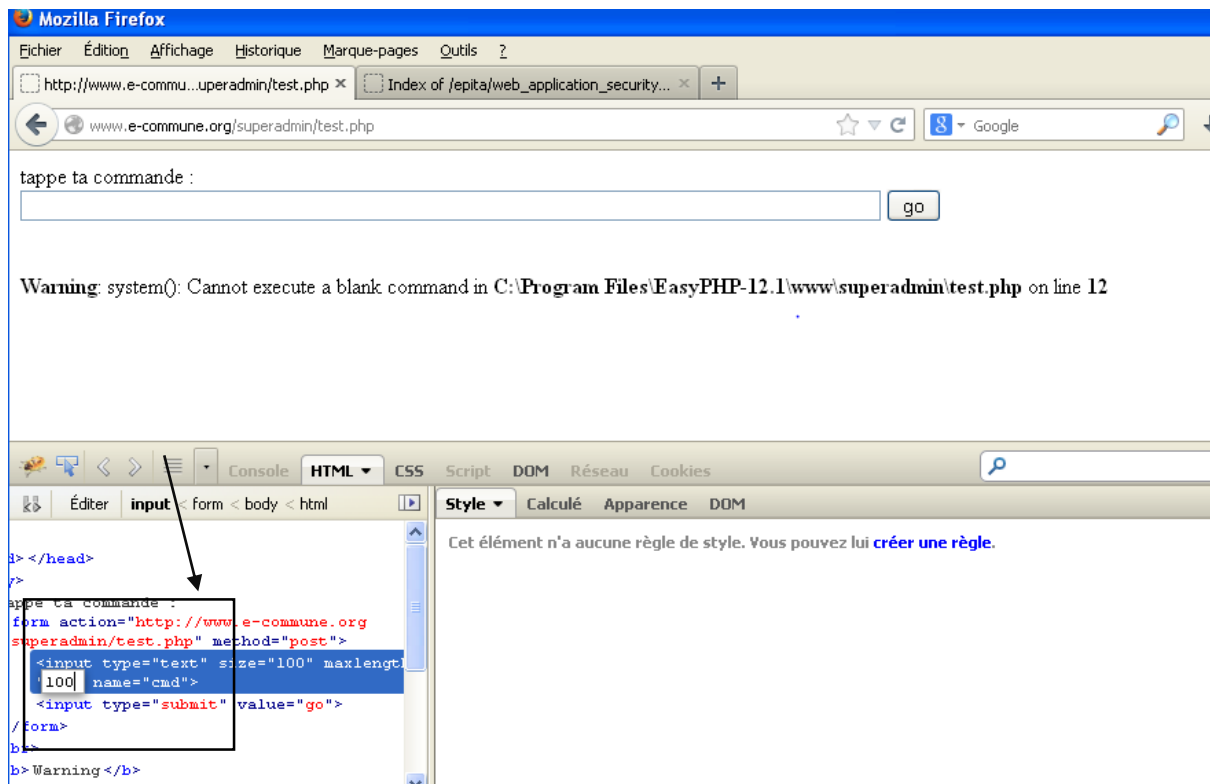 Mozilla Firefox
Fichier Édition Affichage Historique Marque-pages Outils ?
http://www.e-commu...uperadmin/test.php × Index of /epita/web_application_security... × +
www.e-commune.org/superadmin/test.php Google
tappe ta commande :
go
Warning: system(): Cannot execute a blank command in C:\Program Files\EasyPHP-12.1\www\superadmin\test.php on line 12
Console HTML CSS Script DOM Réseau Cookies
Éditer input < form < body < html Style Calculé Apparence DOM
Cet élément n'a aucune règle de style. Vous pouvez lui créer une règle.
d></head>
y>
appe ta commande :
form action="http://www.e-commune.org
superadmin/test.php" method="post">
<input type="text" size="100" maxlengt
"100 name="cmd">
<input type="submit" value="go">
/form>
br>
b>Warning</b>